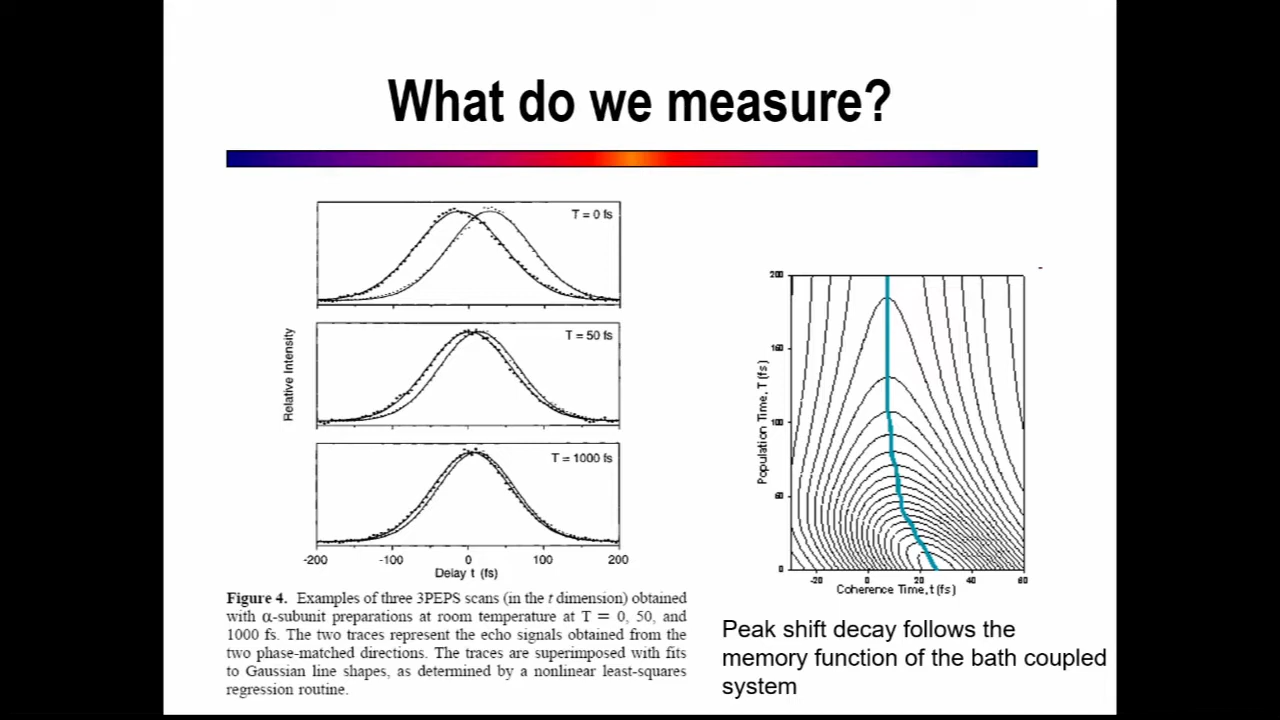 What do we measure?
T = 0 fs
T = 50 fs
T = 1000 fs
Relative Intensity
-200 -100 0 100 200
Delay t (fs)
Figure 4. Examples of three 3PEPS scans (in the t dimension) obtained
with α-subunit preparations at room temperature at T = 0, 50, and
1000 fs. The two traces represent the echo signals obtained from the
two phase-matched directions. The traces are superimposed with fits
to Gaussian line shapes, as determined by a nonlinear least-squares
regression routine.
200
150
100
50
0
Population Time, T (fs)
-20 0 20 40 60
Coherence Time, t (fs)
Peak shift decay follows the
memory function of the bath coupled
system